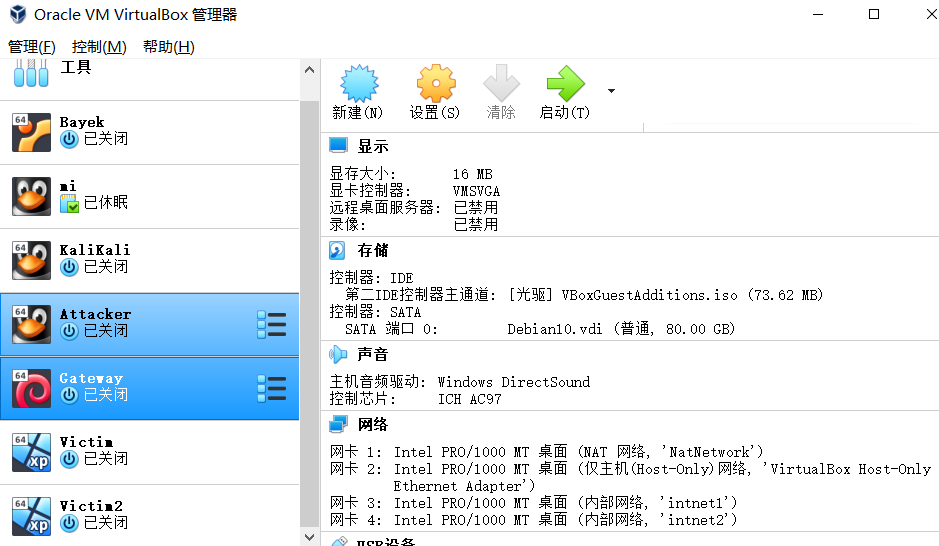 Oracle VM VirtualBox 管理器
管理(F) 控制(M) 帮助(H)
工具
64 Bayek
已关闭
mi
已休眠
64 KaliKali
已关闭
64 Attacker
已关闭
64 Gateway
已关闭
64 xp Victim
已关闭
64 xp Victim2
已关闭
新建(N) 设置(S) 清除 启动(T)
显示
显存大小: 16 MB
显卡控制器: VMSVGA
远程桌面服务器: 已禁用
录像: 已禁用
存储
控制器: IDE
第二IDE控制器主通道: [光驱] VBoxGuestAdditions.iso (73.62 MB)
控制器: SATA
SATA 端口 0: Debian10.vdi (普通, 80.00 GB)
声音
主机音频驱动: Windows DirectSound
控制芯片: ICH AC97
网络
网卡 1: Intel PRO/1000 MT 桌面 (NAT 网络, 'NatNetwork')
网卡 2: Intel PRO/1000 MT 桌面 (仅主机(Host-Only)网络, 'VirtualBox Host-Only
Ethernet Adapter')
网卡 3: Intel PRO/1000 MT 桌面 (内部网络, 'intnet1')
网卡 4: Intel PRO/1000 MT 桌面 (内部网络, 'intnet2')
USB设备